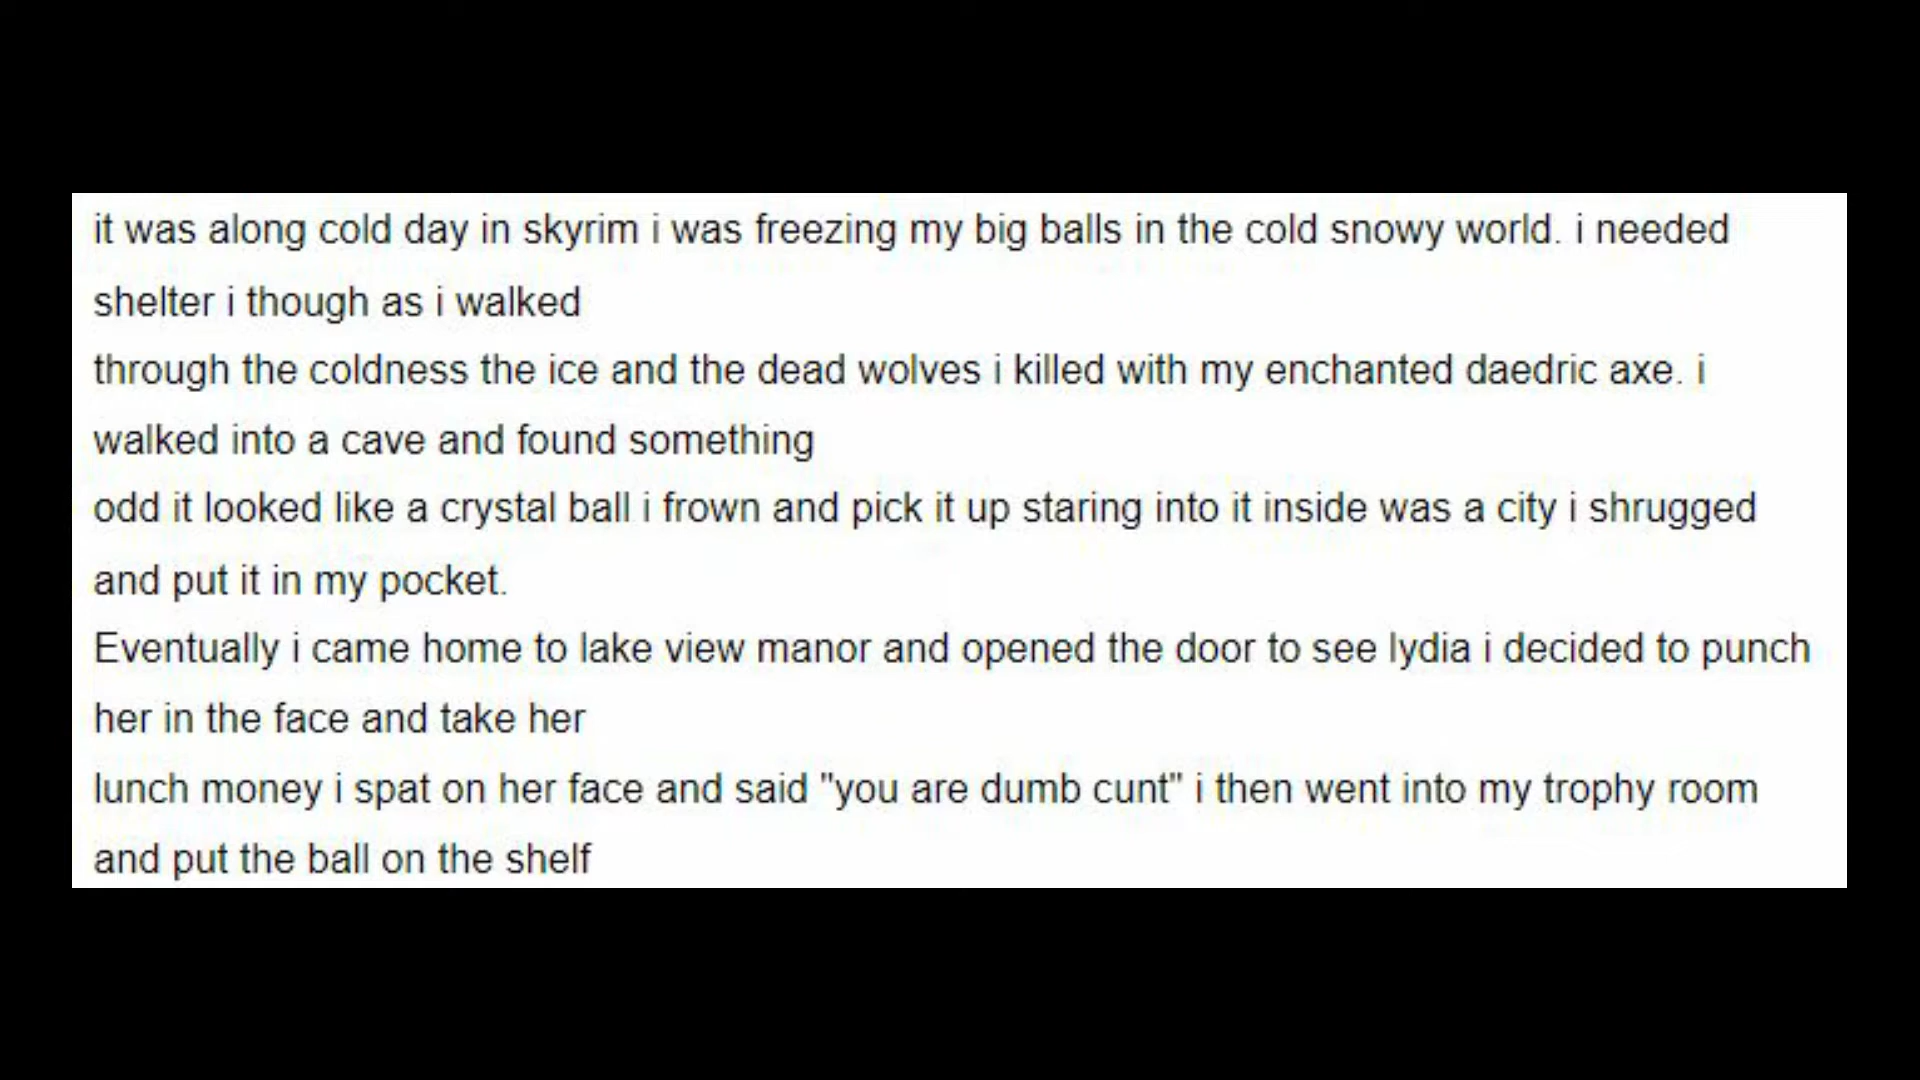 it was along cold day in skyrim i was freezing my big balls in the cold snowy world. i needed
shelter i though as i walked
through the coldness the ice and the dead wolves i killed with my enchanted daedric axe. i
walked into a cave and found something
odd it looked like a crystal ball i frown and pick it up staring into it inside was a city i shrugged
and put it in my pocket.
Eventually i came home to lake view manor and opened the door to see lydia i decided to punch
her in the face and take her
lunch money i spat on her face and said "you are dumb cunt" i then went into my trophy room
and put the ball on the shelf